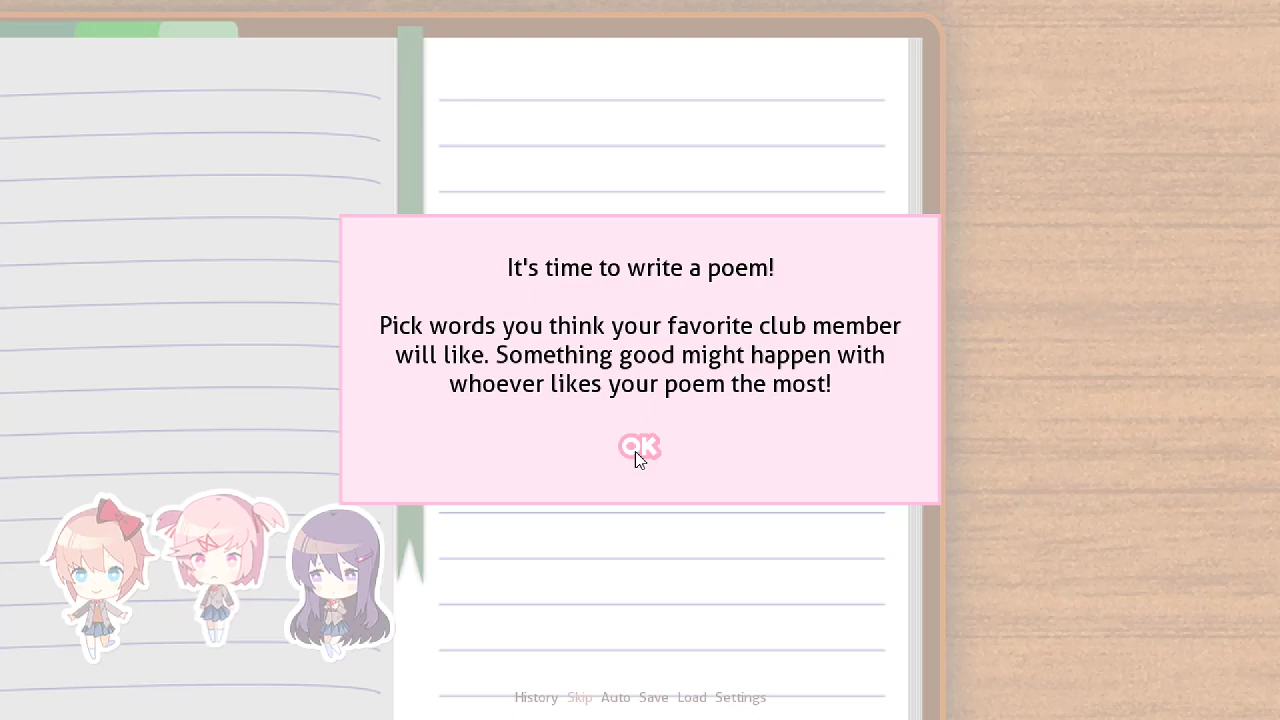 It's time to write a poem!
Pick words you think your favorite club member
will like. Something good might happen with
whoever likes your poem the most!
OK
History Skip Auto Save Load Settings